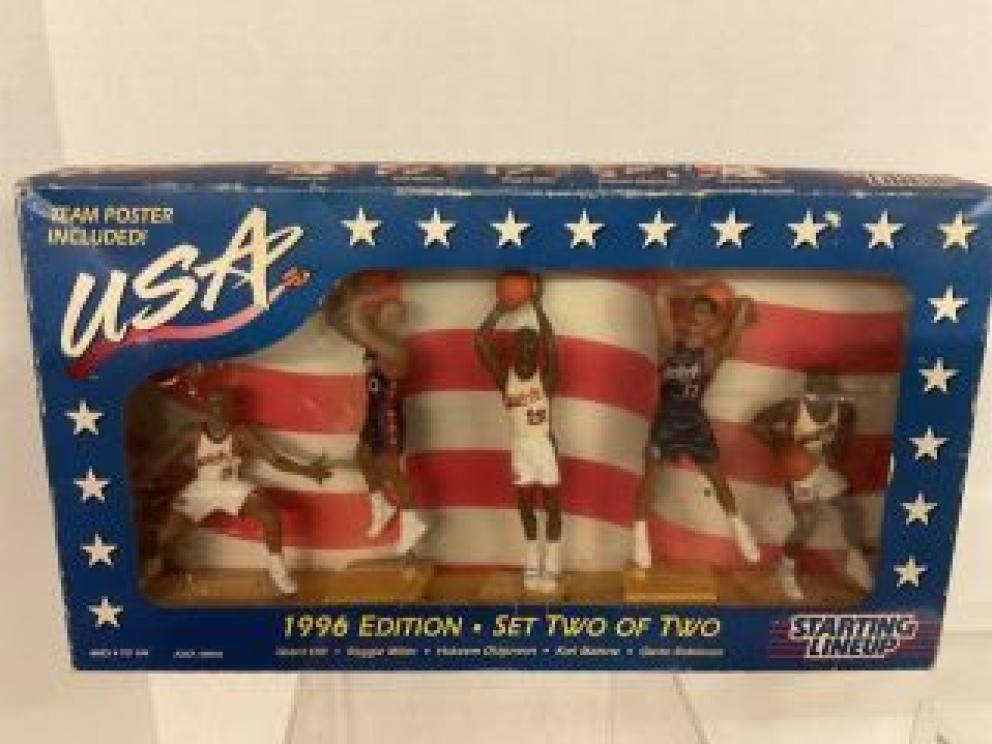 TEAM POSTER
INCLUDED!
USA
1996 EDITION • SET TWO OF TWO
Grant Hill • Reggie Miller • Hakeem Olajuwon • Karl Malone • David Robinson
STARTING
LINEUP